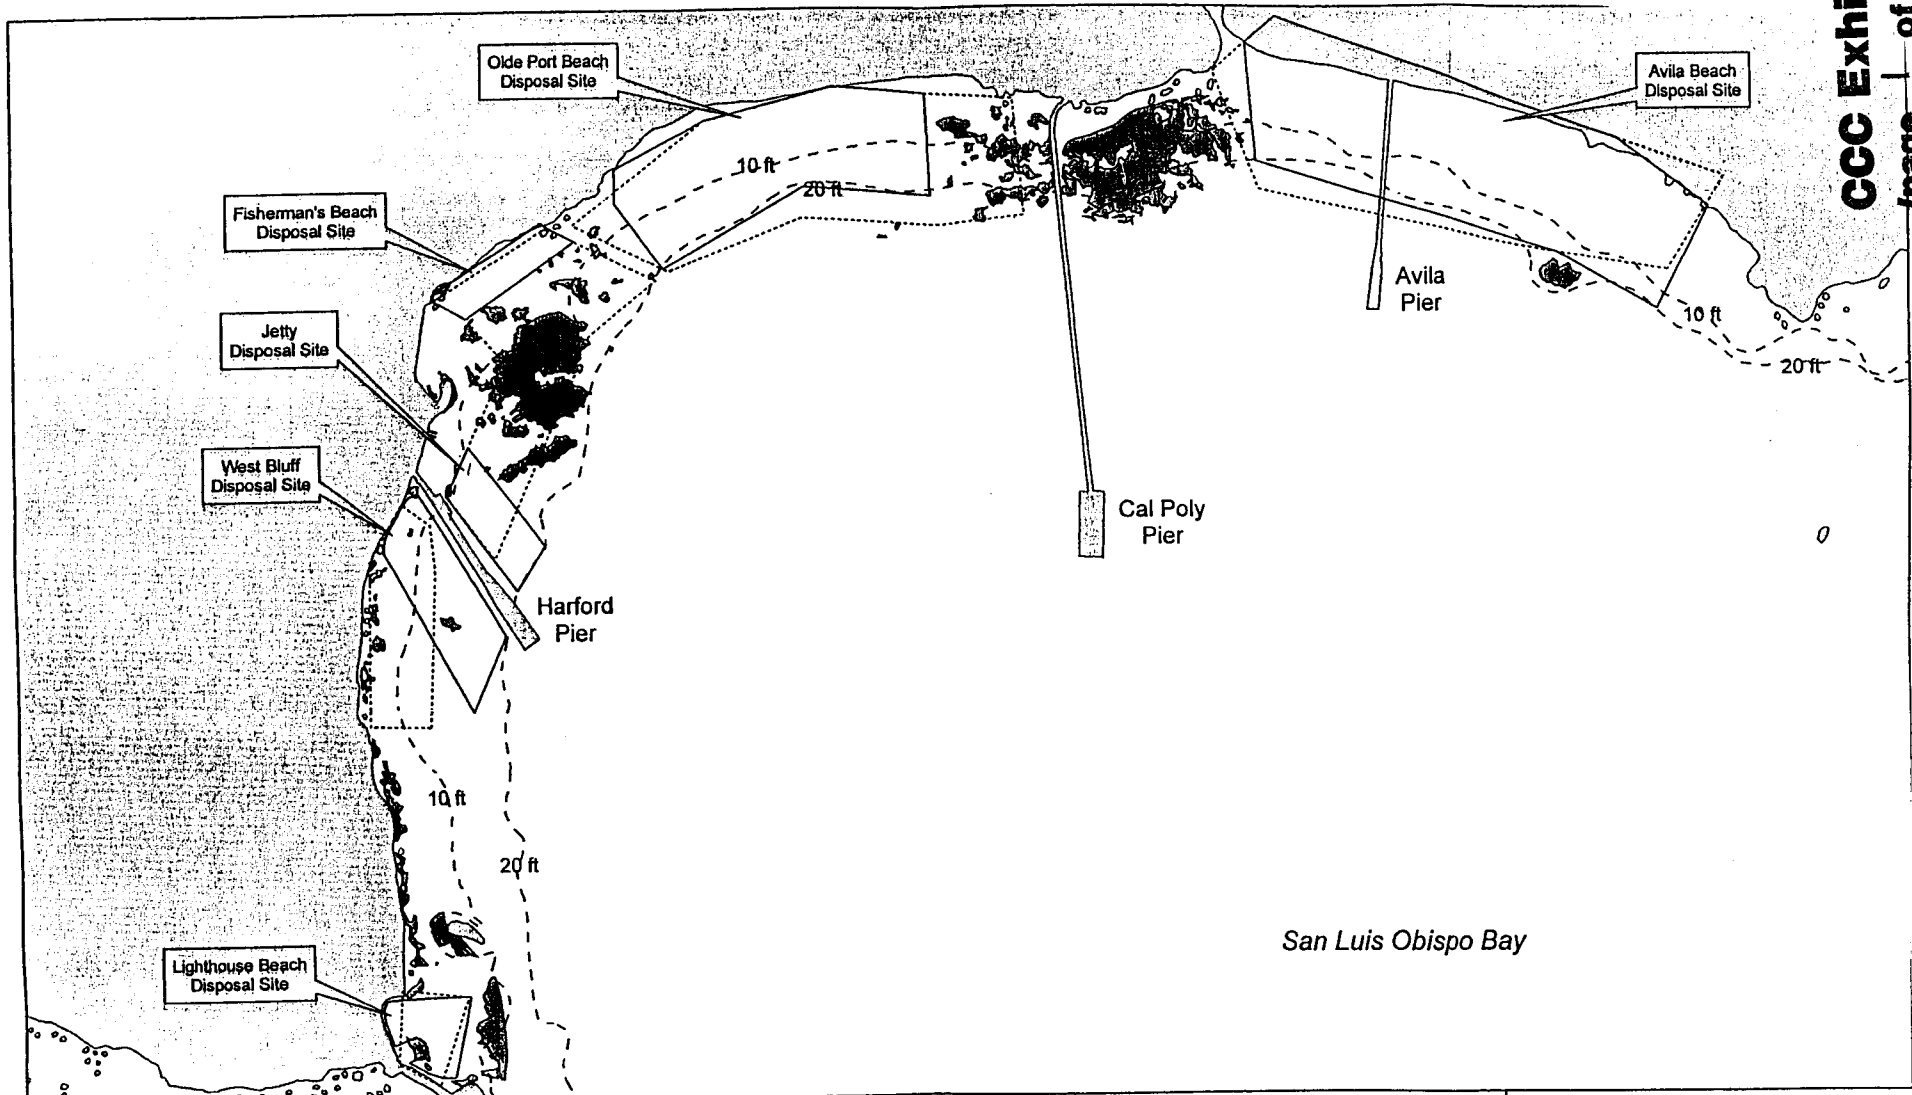 Olde Port Beach
Disposal Site
Avila Beach
Disposal Site
CCC Exhi
of
10 ft
20 ft
Fisherman's Beach
Disposal Site
Avila
Pier
10 ft
20 ft
Jetty
Disposal Site
West Bluff
Disposal Site
Cal Poly
Pier
Harford
Pier
10 ft
20 ft
San Luis Obispo Bay
Lighthouse Beach
Disposal Site